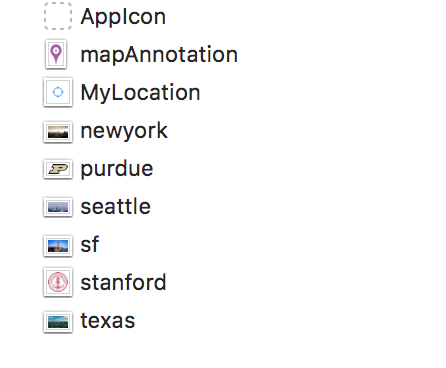 AppIcon
mapAnnotation
MyLocation
newyork
purdue
seattle
sf
stanford
texas